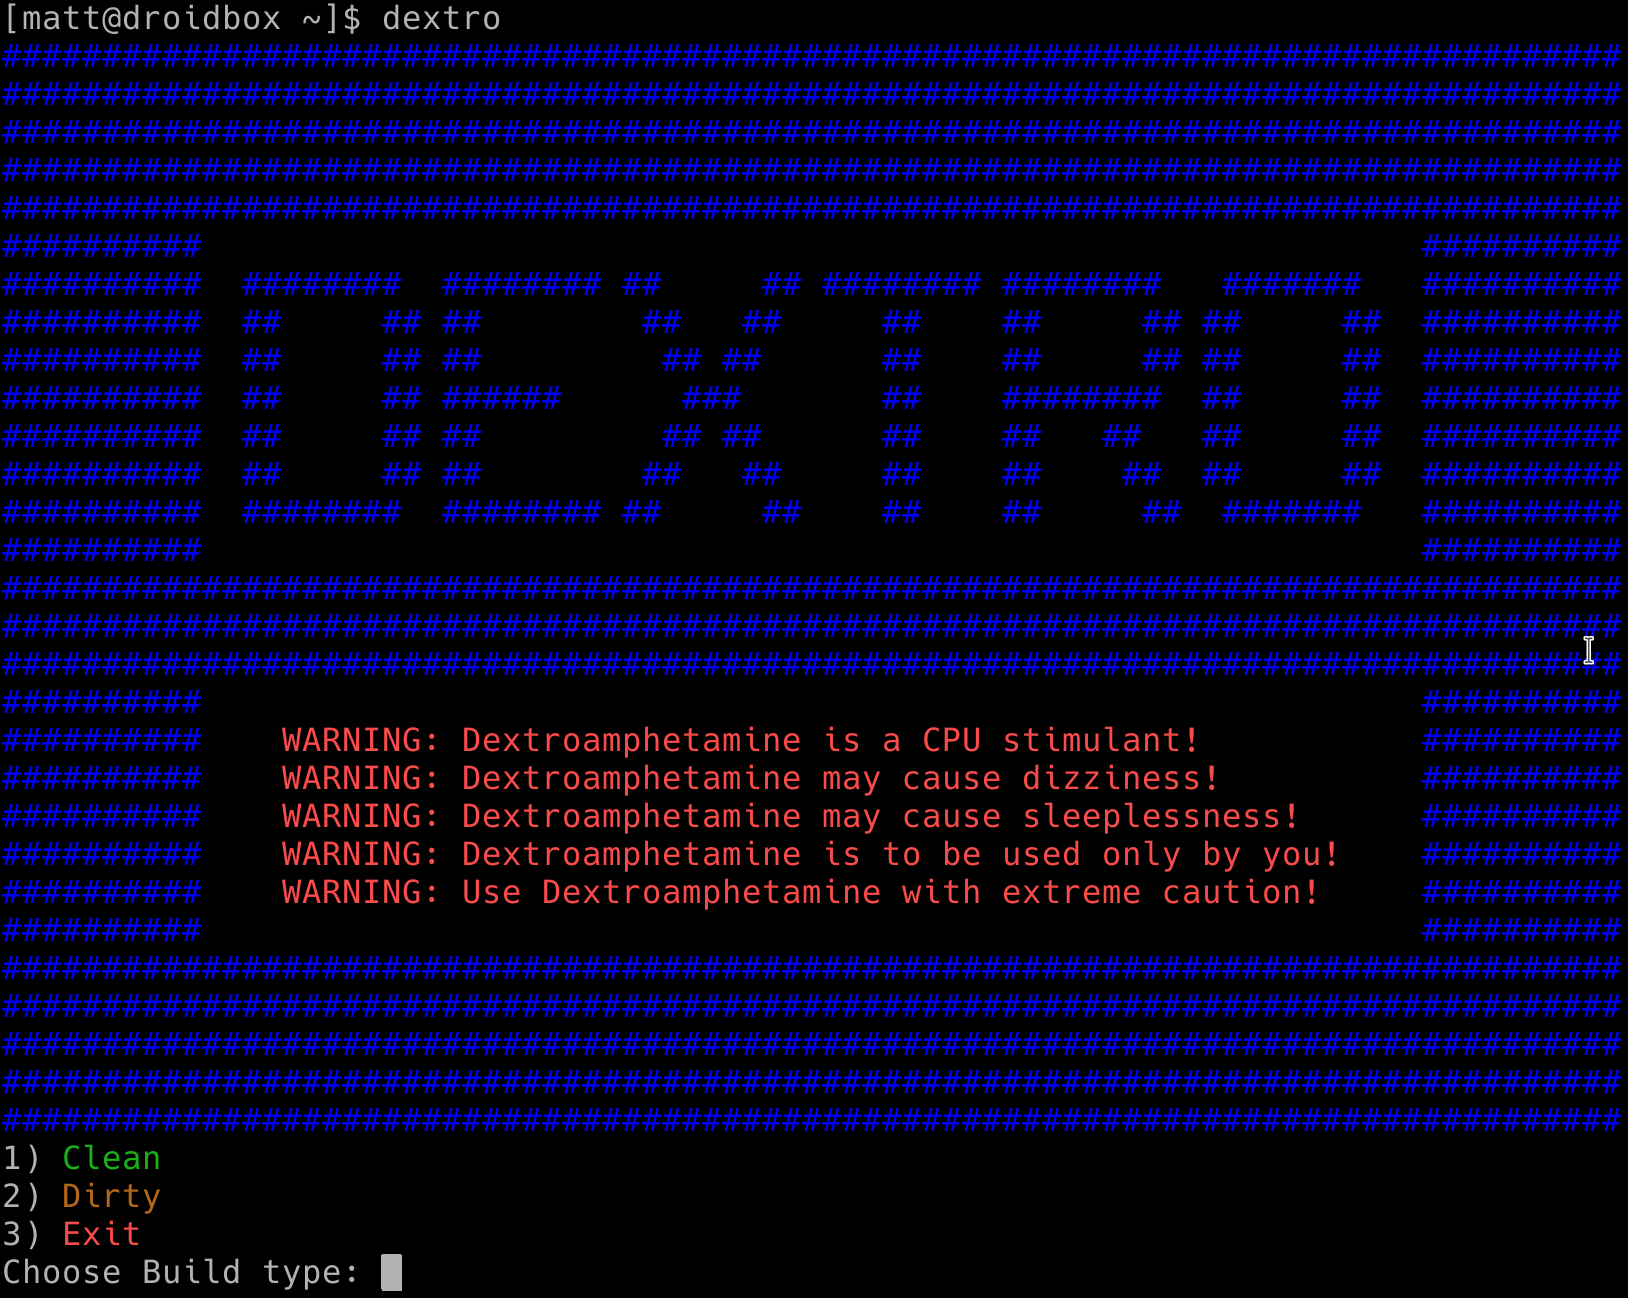 [matt@droidbox ~]$ dextro
#################################################################################
#################################################################################
#################################################################################
#################################################################################
#################################################################################
##########                                                             ##########
##########  ########  ######## ##     ## ######## ########   #######   ##########
##########  ##     ## ##        ##   ##     ##    ##     ## ##     ##  ##########
##########  ##     ## ##         ## ##      ##    ##     ## ##     ##  ##########
##########  ##     ## ######      ###       ##    ########  ##     ##  ##########
##########  ##     ## ##         ## ##      ##    ##   ##   ##     ##  ##########
##########  ##     ## ##        ##   ##     ##    ##    ##  ##     ##  ##########
##########  ########  ######## ##     ##    ##    ##     ##  #######   ##########
##########                                                             ##########
#################################################################################
#################################################################################
#################################################################################
##########                                                             ##########
##########    WARNING: Dextroamphetamine is a CPU stimulant!           ##########
##########    WARNING: Dextroamphetamine may cause dizziness!          ##########
##########    WARNING: Dextroamphetamine may cause sleeplessness!      ##########
##########    WARNING: Dextroamphetamine is to be used only by you!    ##########
##########    WARNING: Use Dextroamphetamine with extreme caution!     ##########
##########                                                             ##########
#################################################################################
#################################################################################
#################################################################################
#################################################################################
#################################################################################
1) Clean
2) Dirty
3) Exit
Choose Build type: